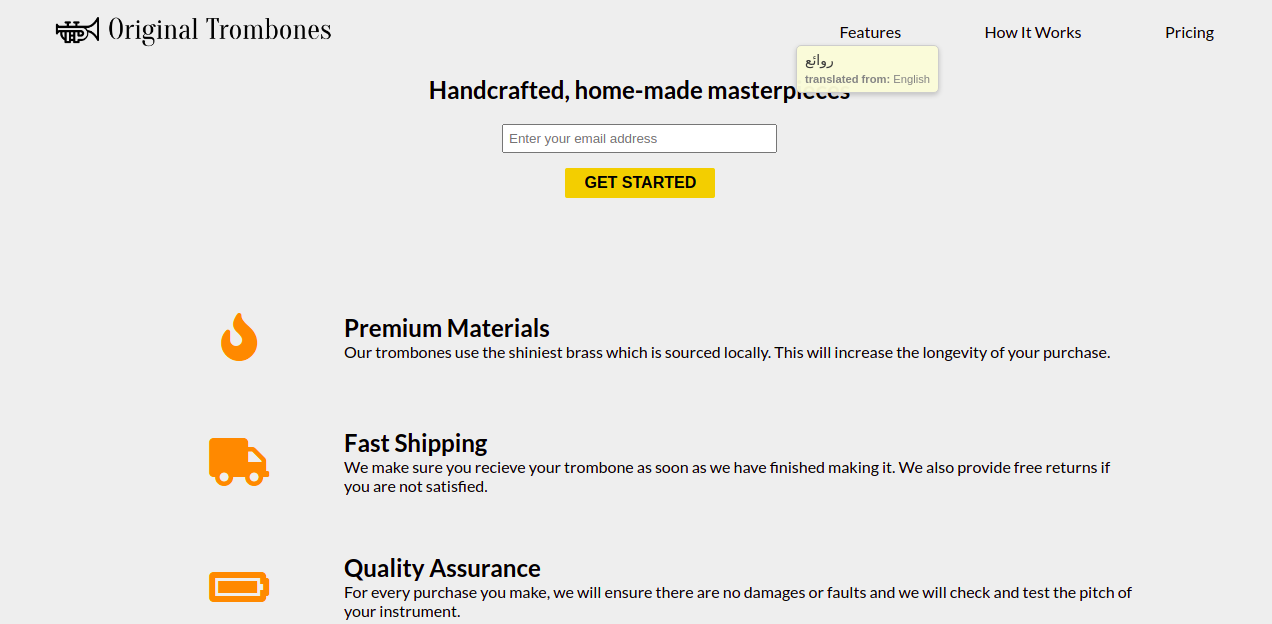 Original Trombones
Features
How It Works
Pricing
روائع
translated from: English
Handcrafted, home-made masterpieces
Enter your email address
GET STARTED
Premium Materials
Our trombones use the shiniest brass which is sourced locally. This will increase the longevity of your purchase.
Fast Shipping
We make sure you recieve your trombone as soon as we have finished making it. We also provide free returns if
you are not satisfied.
Quality Assurance
For every purchase you make, we will ensure there are no damages or faults and we will check and test the pitch of
your instrument.